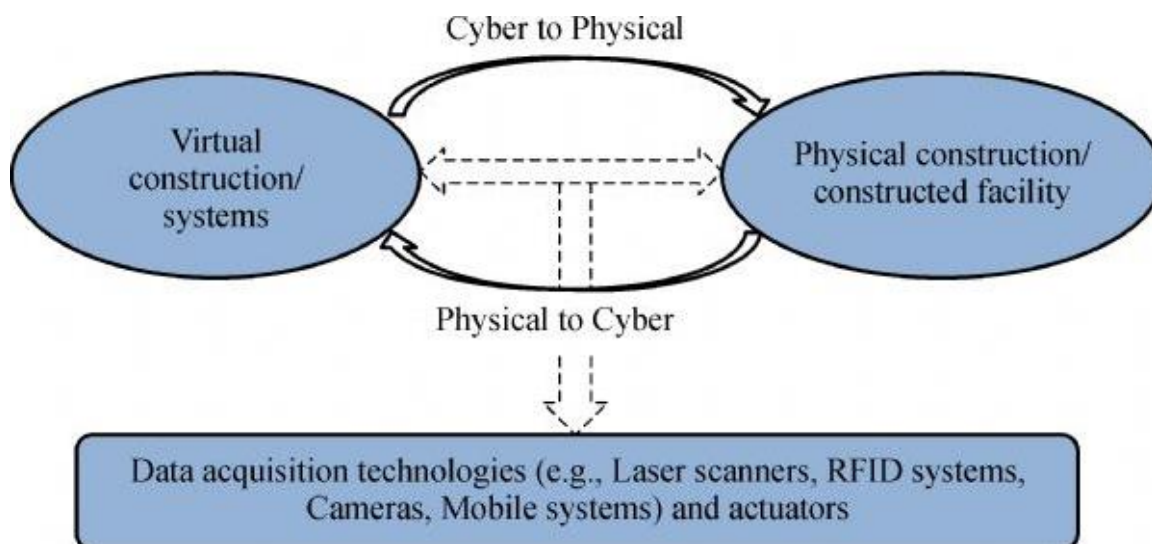 Cyber to Physical
Virtual
construction/
systems
Physical construction/
constructed facility
Physical to Cyber
Data acquisition technologies (e.g., Laser scanners, RFID systems,
Cameras, Mobile systems) and actuators